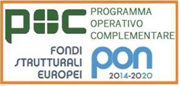 poc PROGRAMMA
OPERATIVO
COMPLEMENTARE
FONDI
STRUTTURALI
EUROPEI
pon
2014-2020